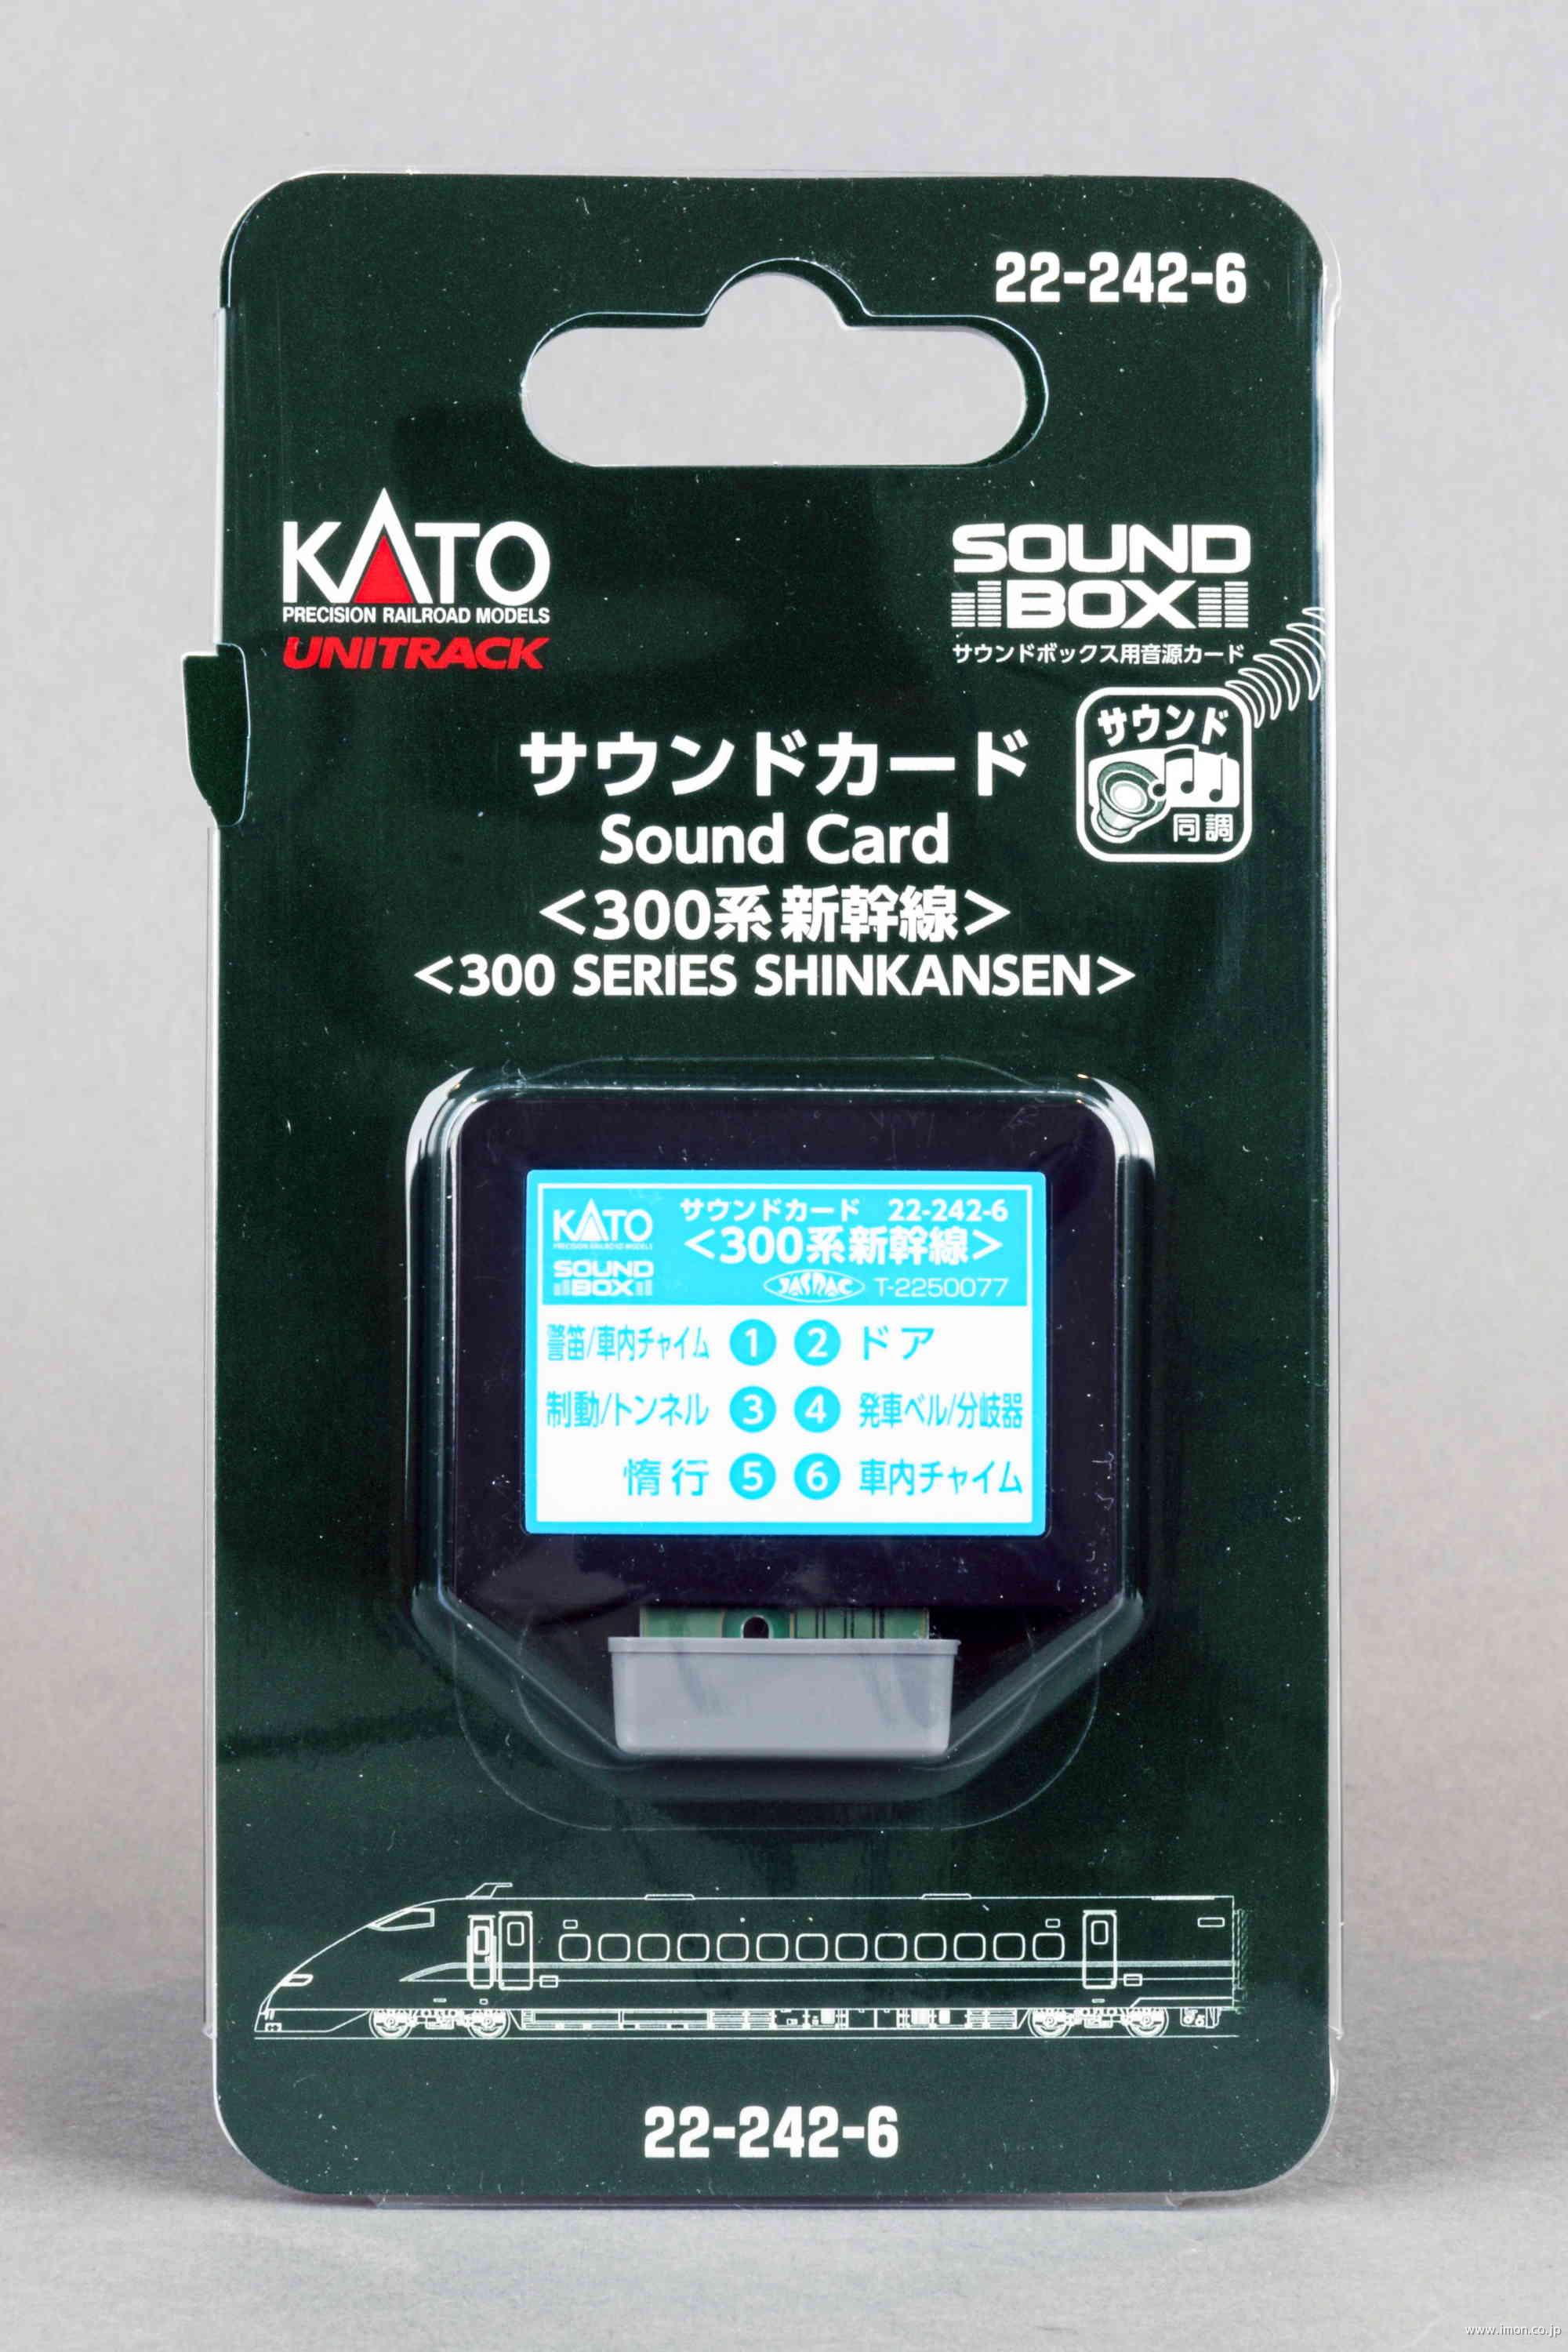 22-242-6
KATO
PRECISION RAILROAD MODELS
UNITRACK
SOUND
BOX
サウンドボックス用音源カード
サウンド
同調
サウンドカード
Sound Card
<300系新幹線>
<300 SERIES SHINKANSEN>
KATO
PRECISION RAILROAD MODELS
SOUND
BOX
サウンドカード 22-242-6
<300系新幹線>
JASRAC T-2250077
警笛/車内チャイム 1 2 ドア
制動/トンネル 3 4 発車ベル/分岐器
惰行 5 6 車内チャイム
22-242-6
www.imon.co.jp